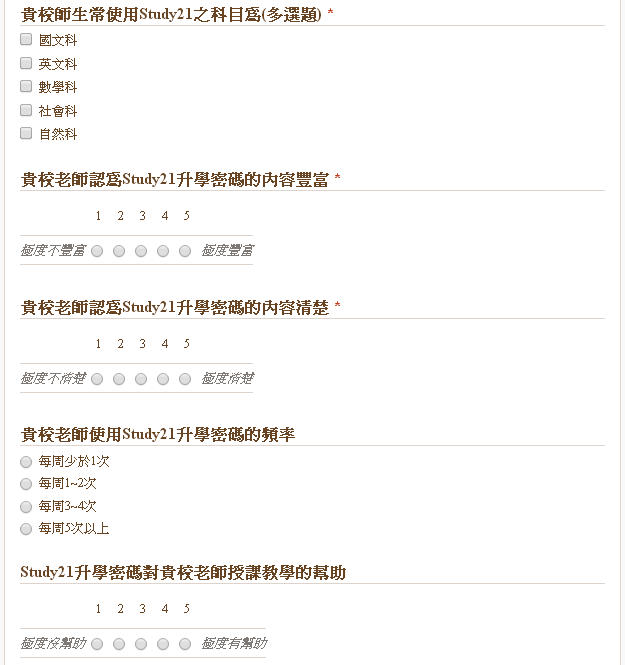 貴校師生常使用Study21之科目為(多選題) *
國文科
英文科
數學科
社會科
自然科
貴校老師認為Study21升學密碼的內容豐富 *
1 2 3 4 5
極度不豐富 極度豐富
貴校老師認為Study21升學密碼的內容清楚 *
1 2 3 4 5
極度不清楚 極度清楚
貴校老師使用Study21升學密碼的頻率
每周少於1次
每周1~2次
每周3~4次
每周5次以上
Study21升學密碼對貴校老師授課教學的幫助
1 2 3 4 5
極度沒幫助 極度有幫助